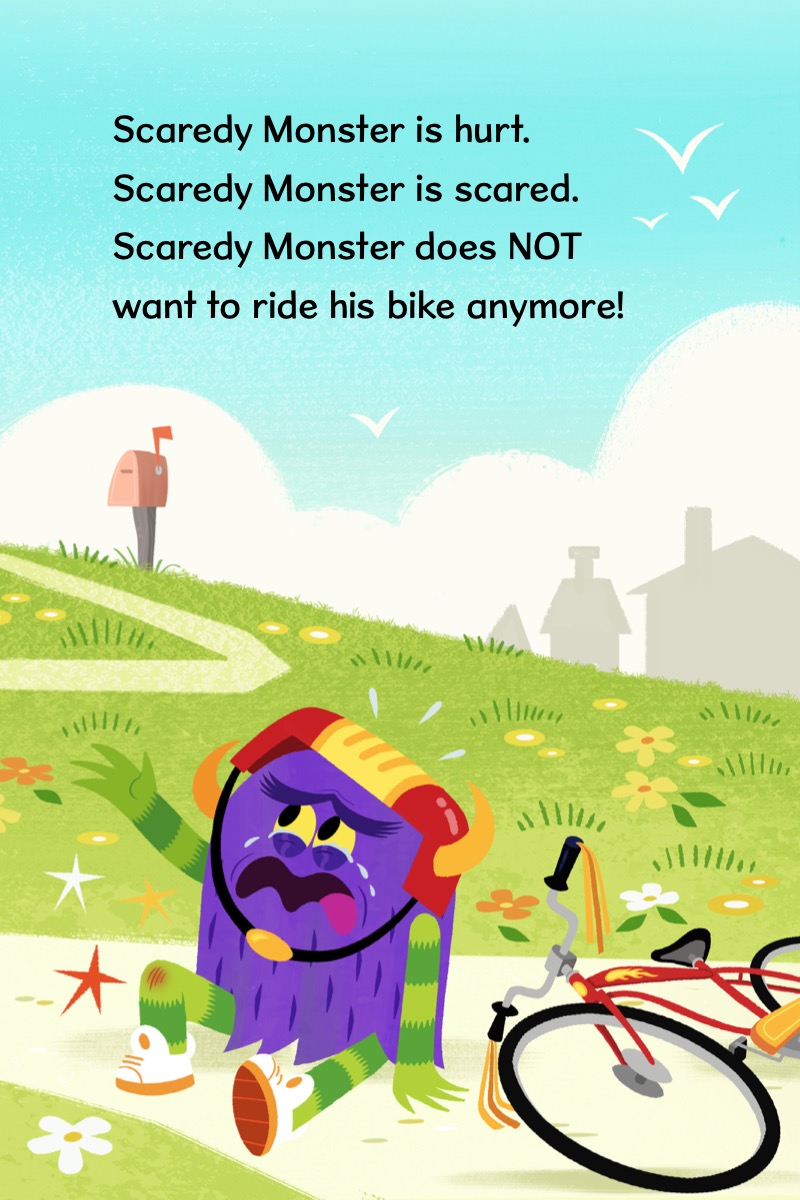 Scaredy Monster is hurt.
Scaredy Monster is scared.
Scaredy Monster does NOT
want to ride his bike anymore!